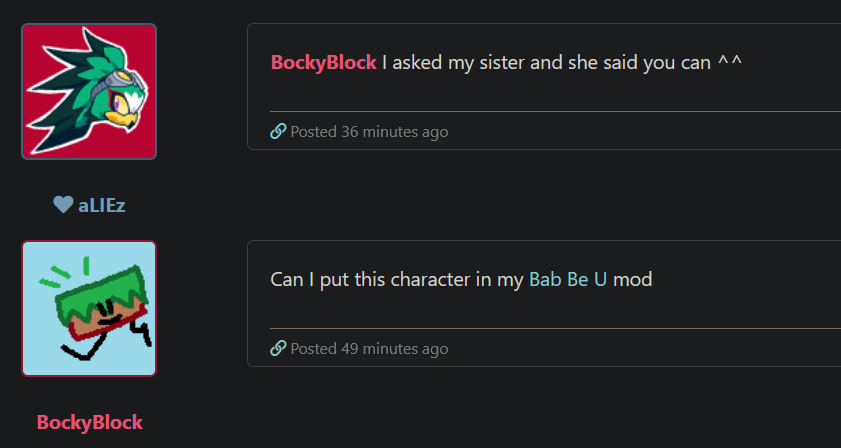 BockyBlock I asked my sister and she said you can ^^
Posted 36 minutes ago
aLIEz
Can I put this character in my Bab Be U mod
Posted 49 minutes ago
BockyBlock